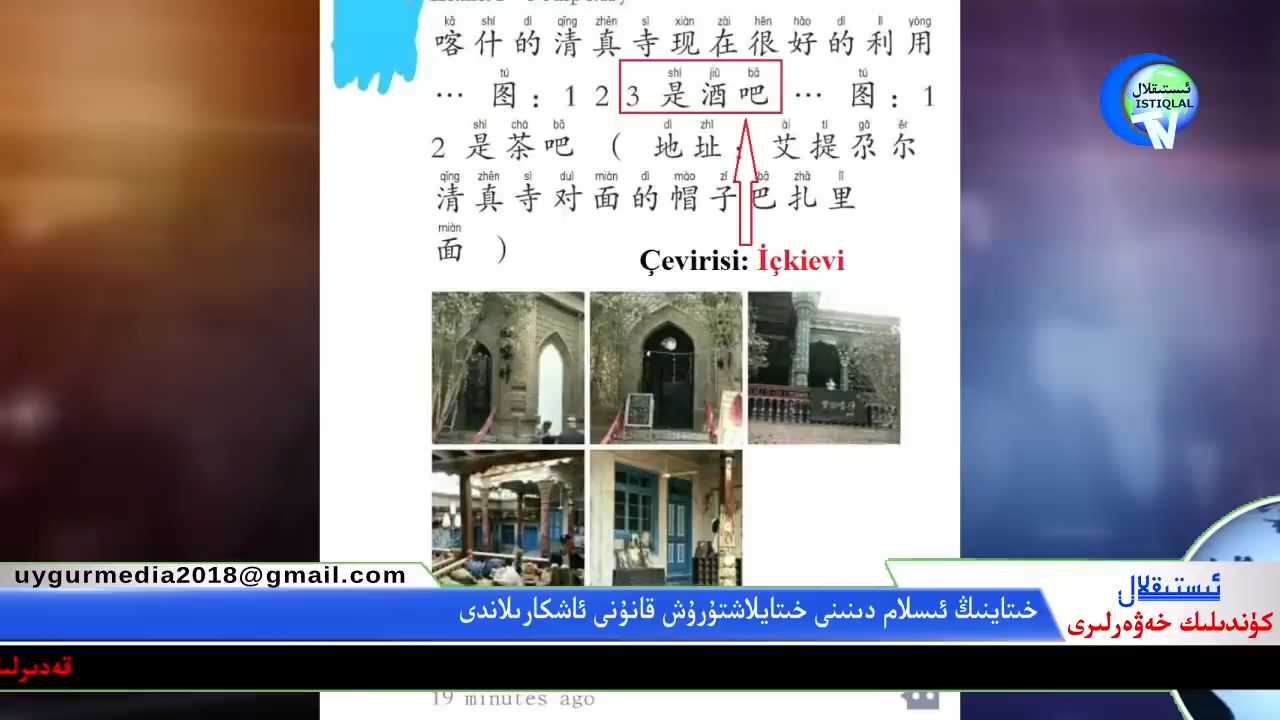 喀什的清真寺现在很好的利用
kā shí dì qīng zhēn sì xiàn zài hěn hǎo dì lì yòng
… 图：1 2 3 是酒吧 … 图：1
tú shì jiǔ bā tú
2 是茶吧 （ 地址：艾提尕尔
shì chá bā dì zhǐ ài tí gǎ ěr
清真寺对面的帽子巴扎里
qīng zhēn sì duì miàn dì mào zǐ bā zhā lǐ
面 ）
miàn
Çevirisi: İçkievi
ئىستىقلال
ISTIQLAL
TV
uygurmedia2018@gmail.com
خىتاينىڭ ئىسلام دىنىنى خىتايلاشتۇرۇش قانۇنى ئاشكارىلاندى
ئىستىقلال
كۈندىلىك خەۋەرلىرى
19 minutes ago